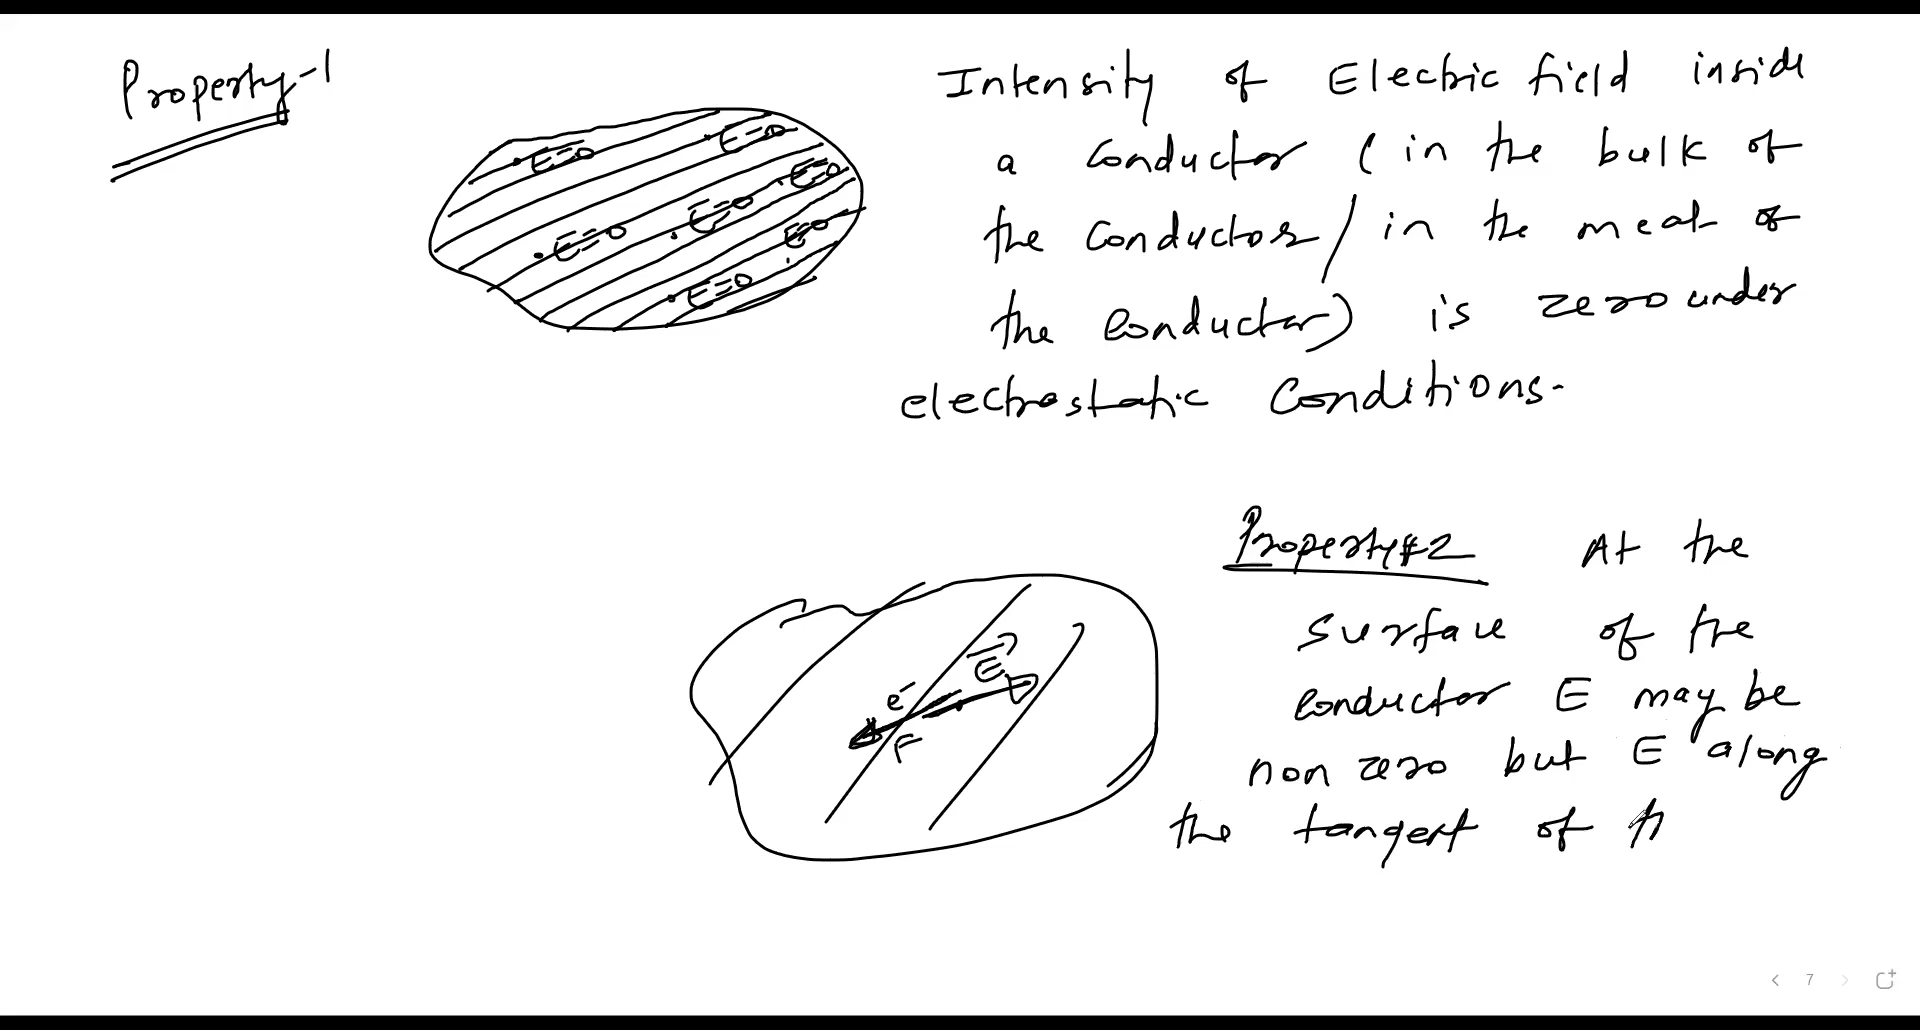 Property-1
Intensity of Electric field inside
a conductor (in the bulk of
the conductor/in the meat of
the conductor) is zero under
electrostatic conditions.
E=0
E=0
E=0
E=0
E=0
E=0
E=0
Property#2 At the
surface of the
conductor E may be
non zero but E along
the tangent of th
E
e-
F
7